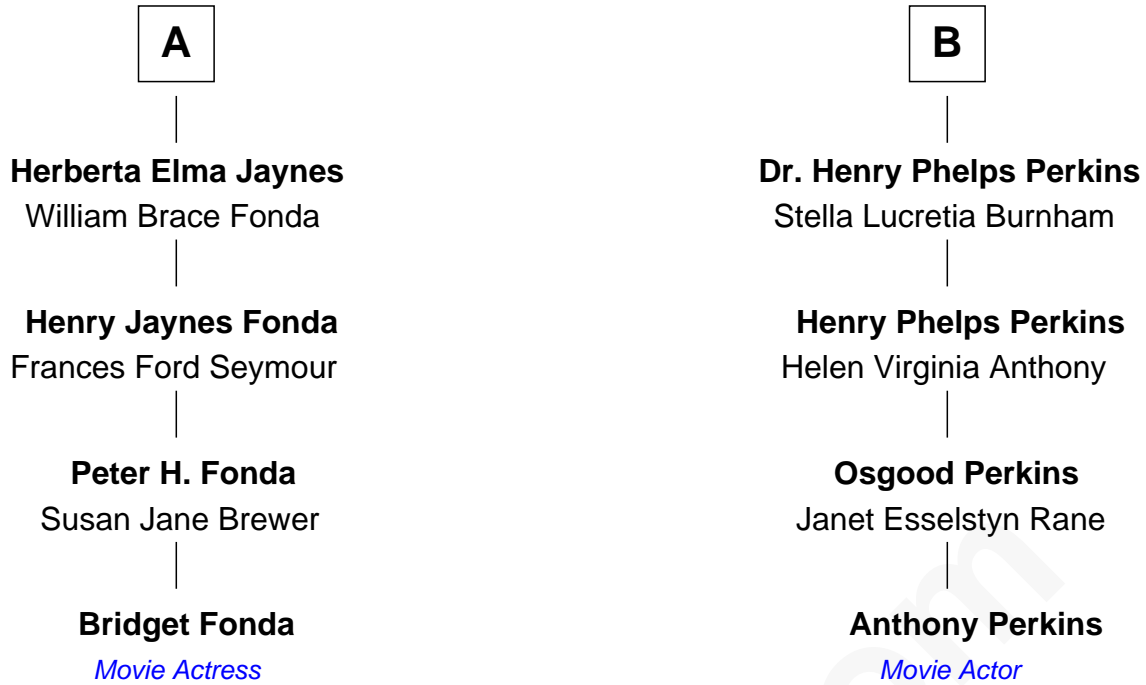 A
Herberta Elma Jaynes
William Brace Fonda
Henry Jaynes Fonda
Frances Ford Seymour
Peter H. Fonda
Susan Jane Brewer
Bridget Fonda
Movie Actress
B
Dr. Henry Phelps Perkins
Stella Lucretia Burnham
Henry Phelps Perkins
Helen Virginia Anthony
Osgood Perkins
Janet Esselstyn Rane
Anthony Perkins
Movie Actor